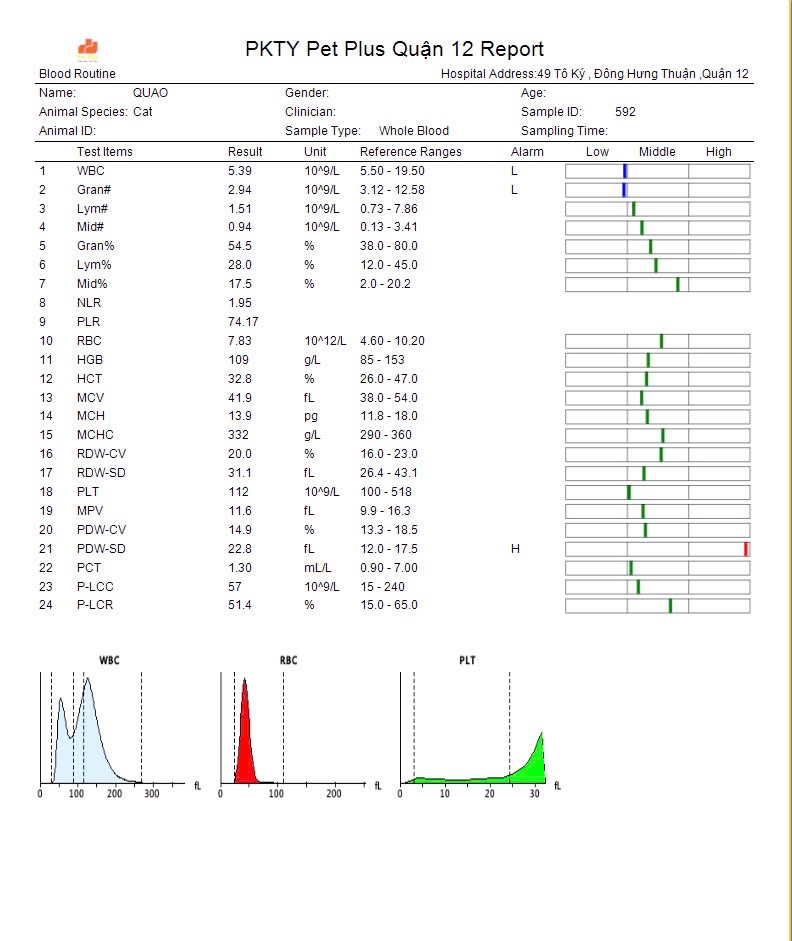 PKTY Pet Plus Quận 12 Report
Blood Routine Hospital Address:49 Tô Ký , Đông Hưng Thuận ,Quận 12
Name: QUAO Gender: Age:
Animal Species: Cat Clinician: Sample ID: 592
Animal ID: Sample Type: Whole Blood Sampling Time:
Test Items Result Unit Reference Ranges Alarm Low Middle High
1 WBC 5.39 10^9/L 5.50 - 19.50 L
2 Gran# 2.94 10^9/L 3.12 - 12.58 L
3 Lym# 1.51 10^9/L 0.73 - 7.86
4 Mid# 0.94 10^9/L 0.13 - 3.41
5 Gran% 54.5 % 38.0 - 80.0
6 Lym% 28.0 % 12.0 - 45.0
7 Mid% 17.5 % 2.0 - 20.2
8 NLR 1.95
9 PLR 74.17
10 RBC 7.83 10^12/L 4.60 - 10.20
11 HGB 109 g/L 85 - 153
12 HCT 32.8 % 26.0 - 47.0
13 MCV 41.9 fL 38.0 - 54.0
14 MCH 13.9 pg 11.8 - 18.0
15 MCHC 332 g/L 290 - 360
16 RDW-CV 20.0 % 16.0 - 23.0
17 RDW-SD 31.1 fL 26.4 - 43.1
18 PLT 112 10^9/L 100 - 518
19 MPV 11.6 fL 9.9 - 16.3
20 PDW-CV 14.9 % 13.3 - 18.5
21 PDW-SD 22.8 fL 12.0 - 17.5 H
22 PCT 1.30 mL/L 0.90 - 7.00
23 P-LCC 57 10^9/L 15 - 240
24 P-LCR 51.4 % 15.0 - 65.0
WBC RBC PLT
0 100 200 300 fL 0 100 200 fL 0 10 20 30 fL